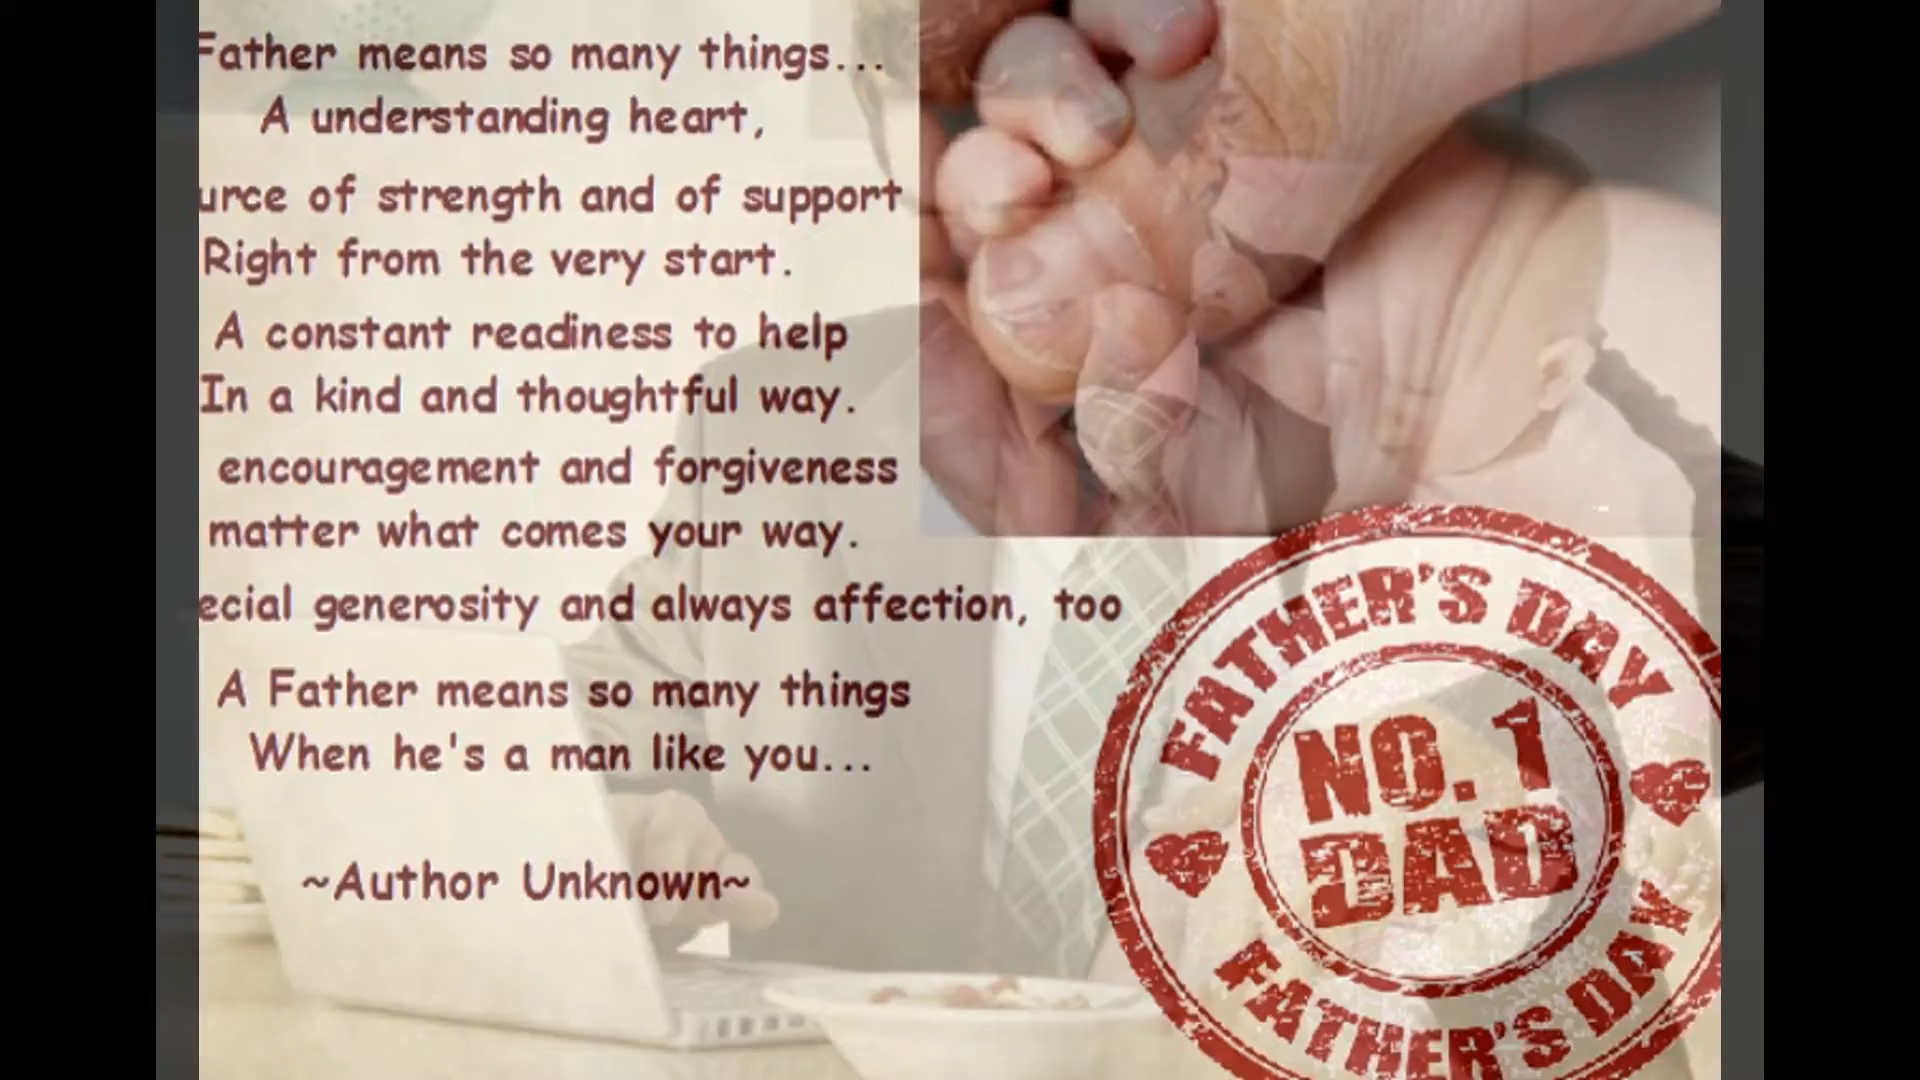 Father means so many things...
A understanding heart,
urce of strength and of support
Right from the very start.
A constant readiness to help
In a kind and thoughtful way.
encouragement and forgiveness
matter what comes your way.
ecial generosity and always affection, too
A Father means so many things
When he's a man like you...
~Author Unknown~
FATHER'S DAY
NO. 1
DAD
FATHER'S DAY